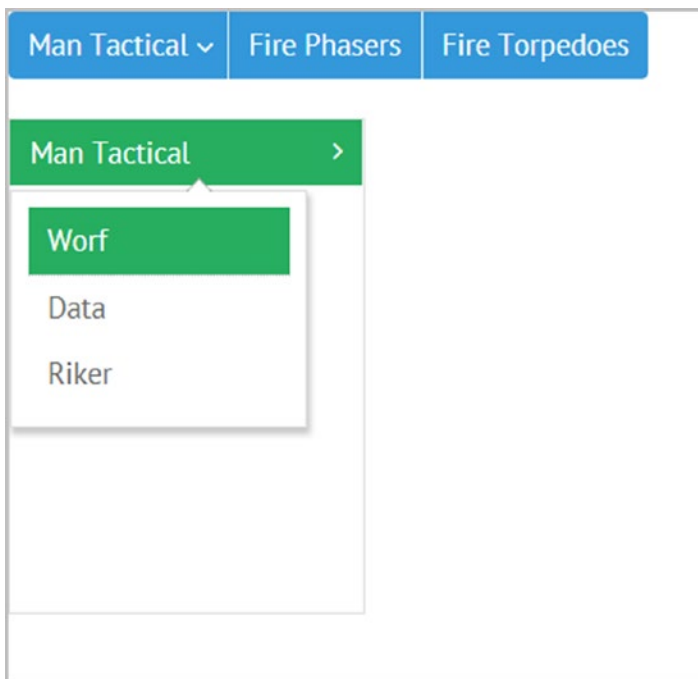 Man Tactical Fire Phasers Fire Torpedoes
Man Tactical
Worf
Data
Riker